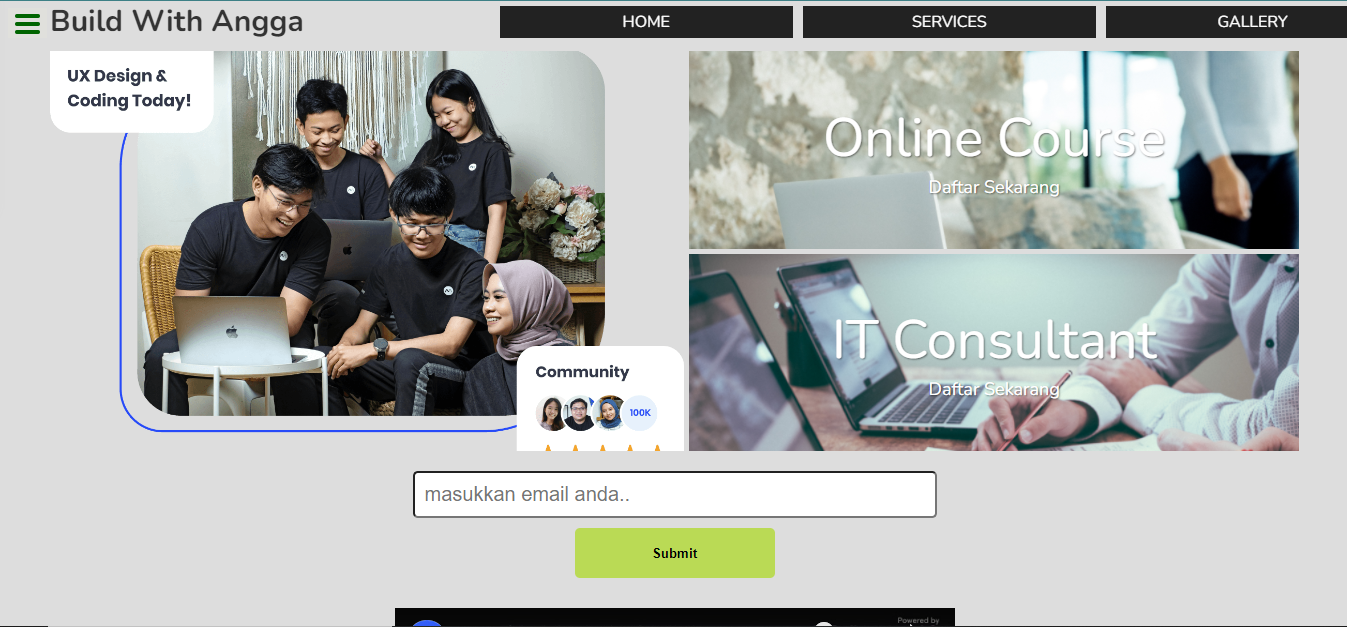 Build With Angga
HOME
SERVICES
GALLERY
UX Design &
Coding Today!
Online Course
Daftar Sekarang
IT Consultant
Daftar Sekarang
Community
100K
masukkan email anda..
Submit
Powered by